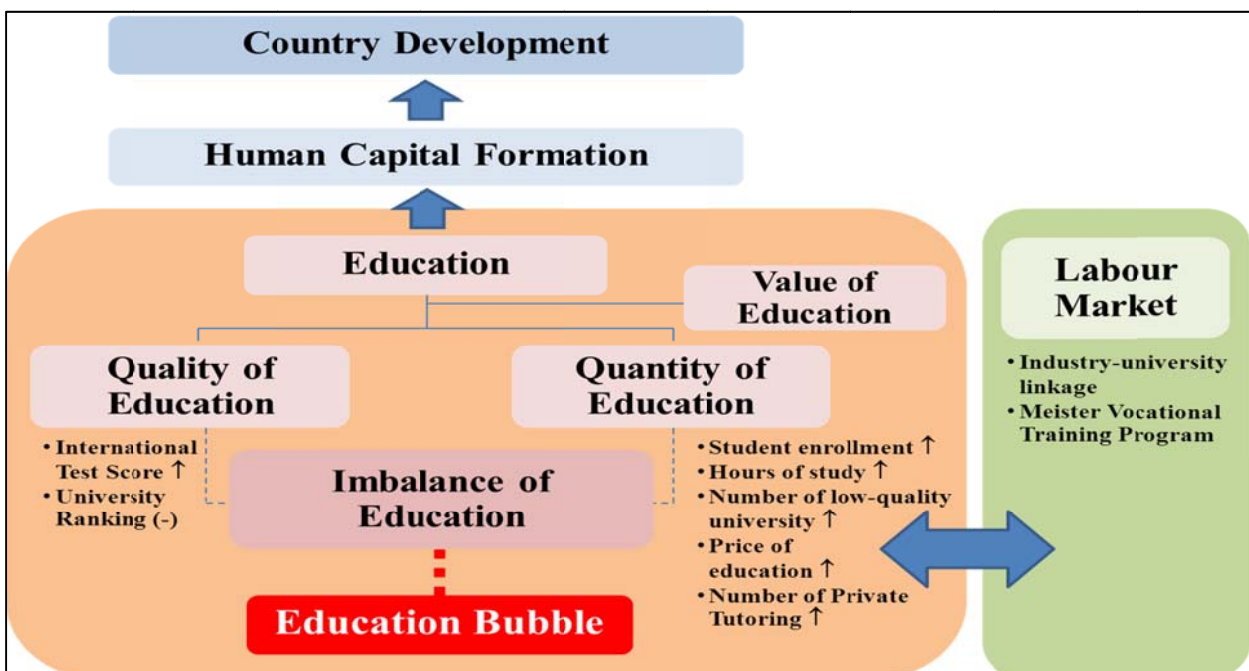 Country Development
Human Capital Formation
Education
Value of
Education
Quality of
Education
• International
Test Score ↑
• University
Ranking (-)
Quantity of
Education
• Student enrollment ↑
• Hours of study ↑
• Number of low-quality
university ↑
• Price of
education ↑
• Number of Private
Tutoring ↑
Imbalance of
Education
Education Bubble
Labour
Market
• Industry-university
linkage
• Meister Vocational
Training Program